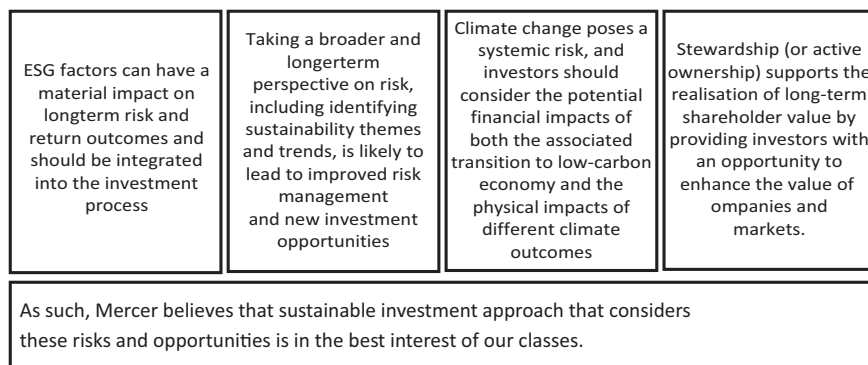 ESG factors can have a
material impact on
longterm risk and
return outcomes and
should be integrated
into the investment
process
Taking a broader and
longerterm
perspective on risk,
including identifying
sustainability themes
and trends, is likely to
lead to improved risk
management
and new investment
opportunities
Climate change poses
a systemic risk, and
investors should
consider the potential
financial impacts of
both the associated
transition to low-carbon
economy and the
physical impacts of
different climate
outcomes
Stewardship (or active
ownership) supports the
realisation of long-term
shareholder value by
providing investors with
an opportunity to
enhance the value of
ompanies and
markets.
As such, Mercer believes that sustainable investment approach that considers
these risks and opportunities is in the best interest of our classes.